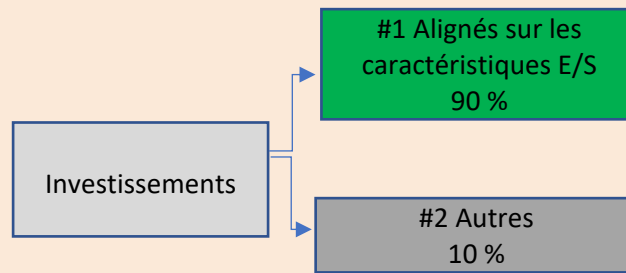 #1 Alignés sur les
caractéristiques E/S
90 %
Investissements
#2 Autres
10 %